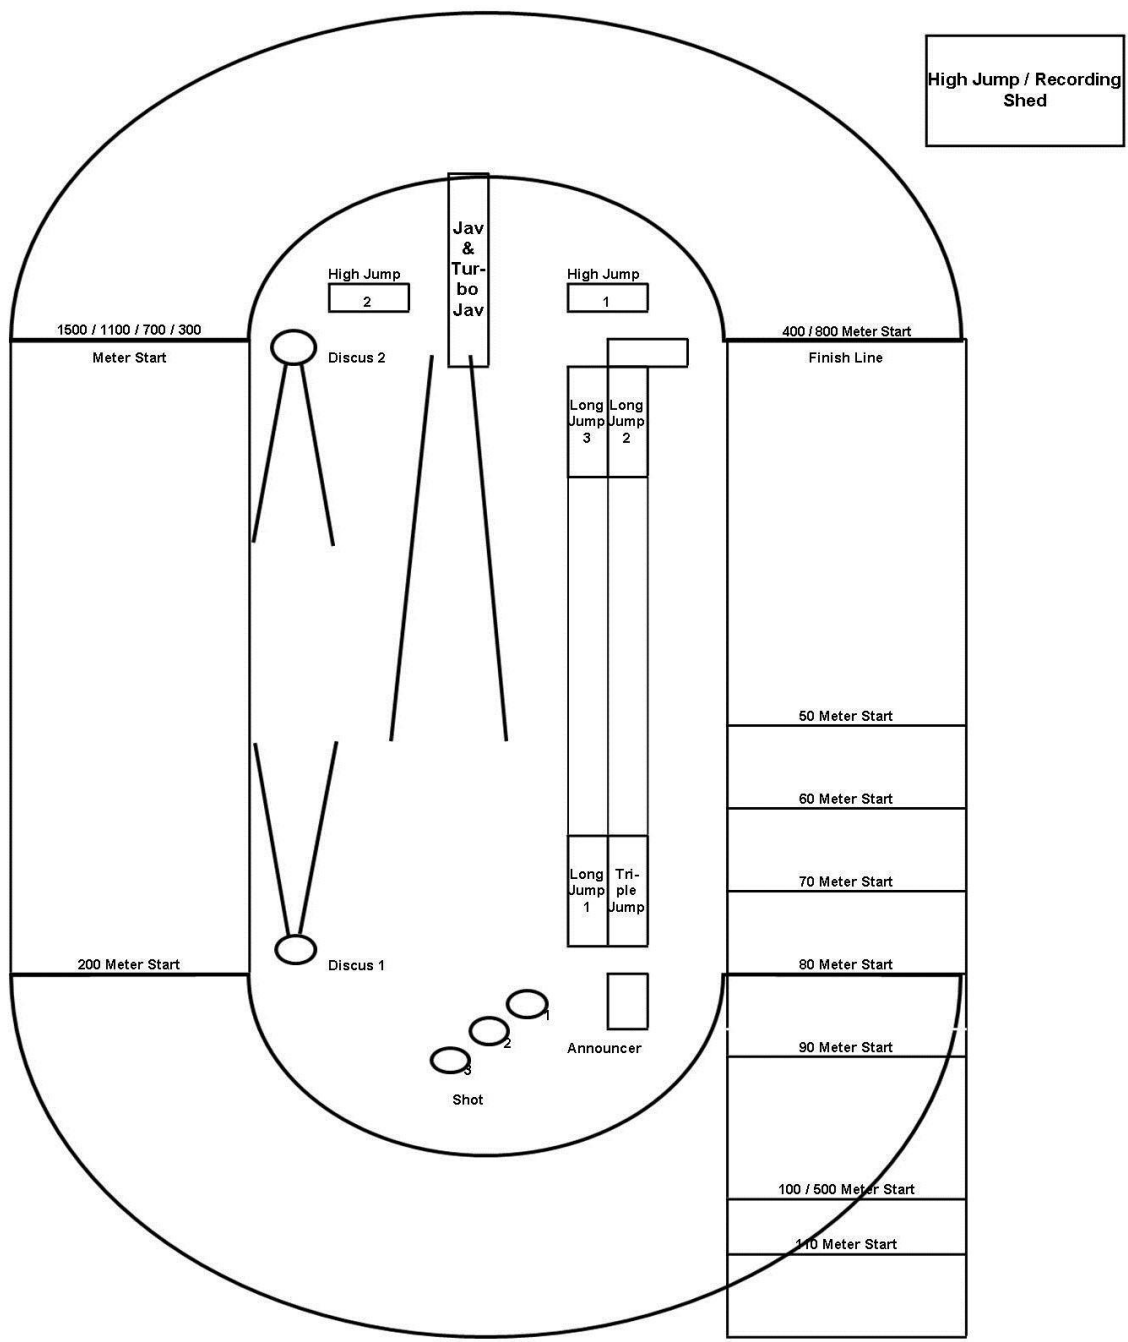 High Jump / Recording
Shed
Jav
&
Tur-
bo
Jav
High Jump
2
High Jump
1
1500 / 1100 / 700 / 300
Meter Start
Discus 2
400 / 800 Meter Start
Finish Line
Long
Jump
3
Long
Jump
2
50 Meter Start
60 Meter Start
70 Meter Start
Long
Jump
1
Tri-
ple
Jump
200 Meter Start
Discus 1
80 Meter Start
1
2
3
Shot
Announcer
90 Meter Start
100 / 500 Meter Start
110 Meter Start